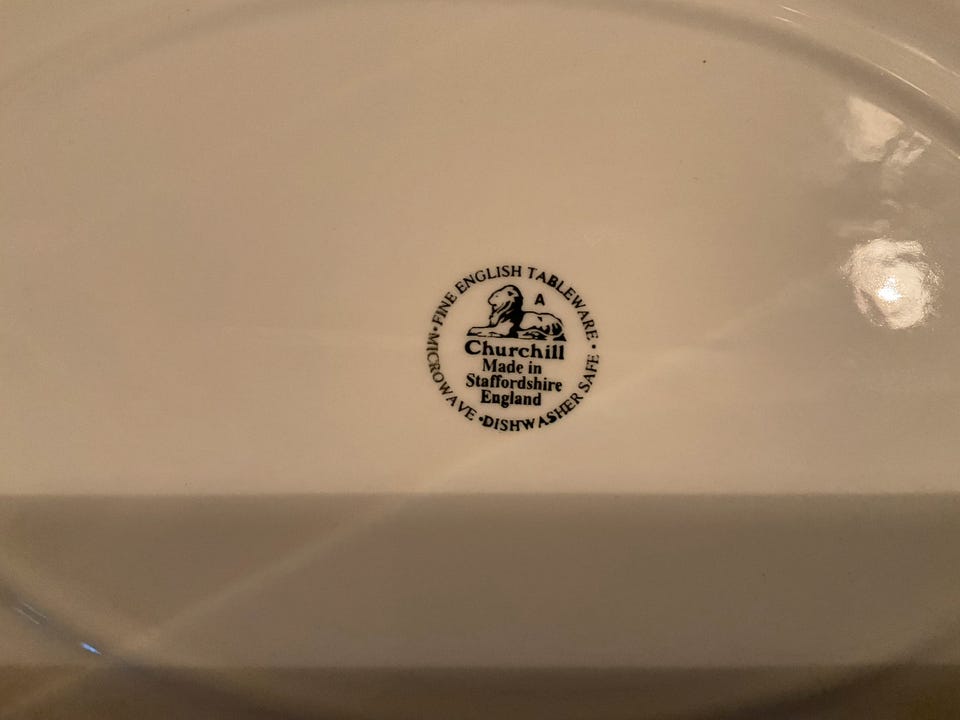 •FINE ENGLISH TABLEWARE•
A
Churchill
Made in
Staffordshire
England
MICROWAVE•DISHWASHER SAFE